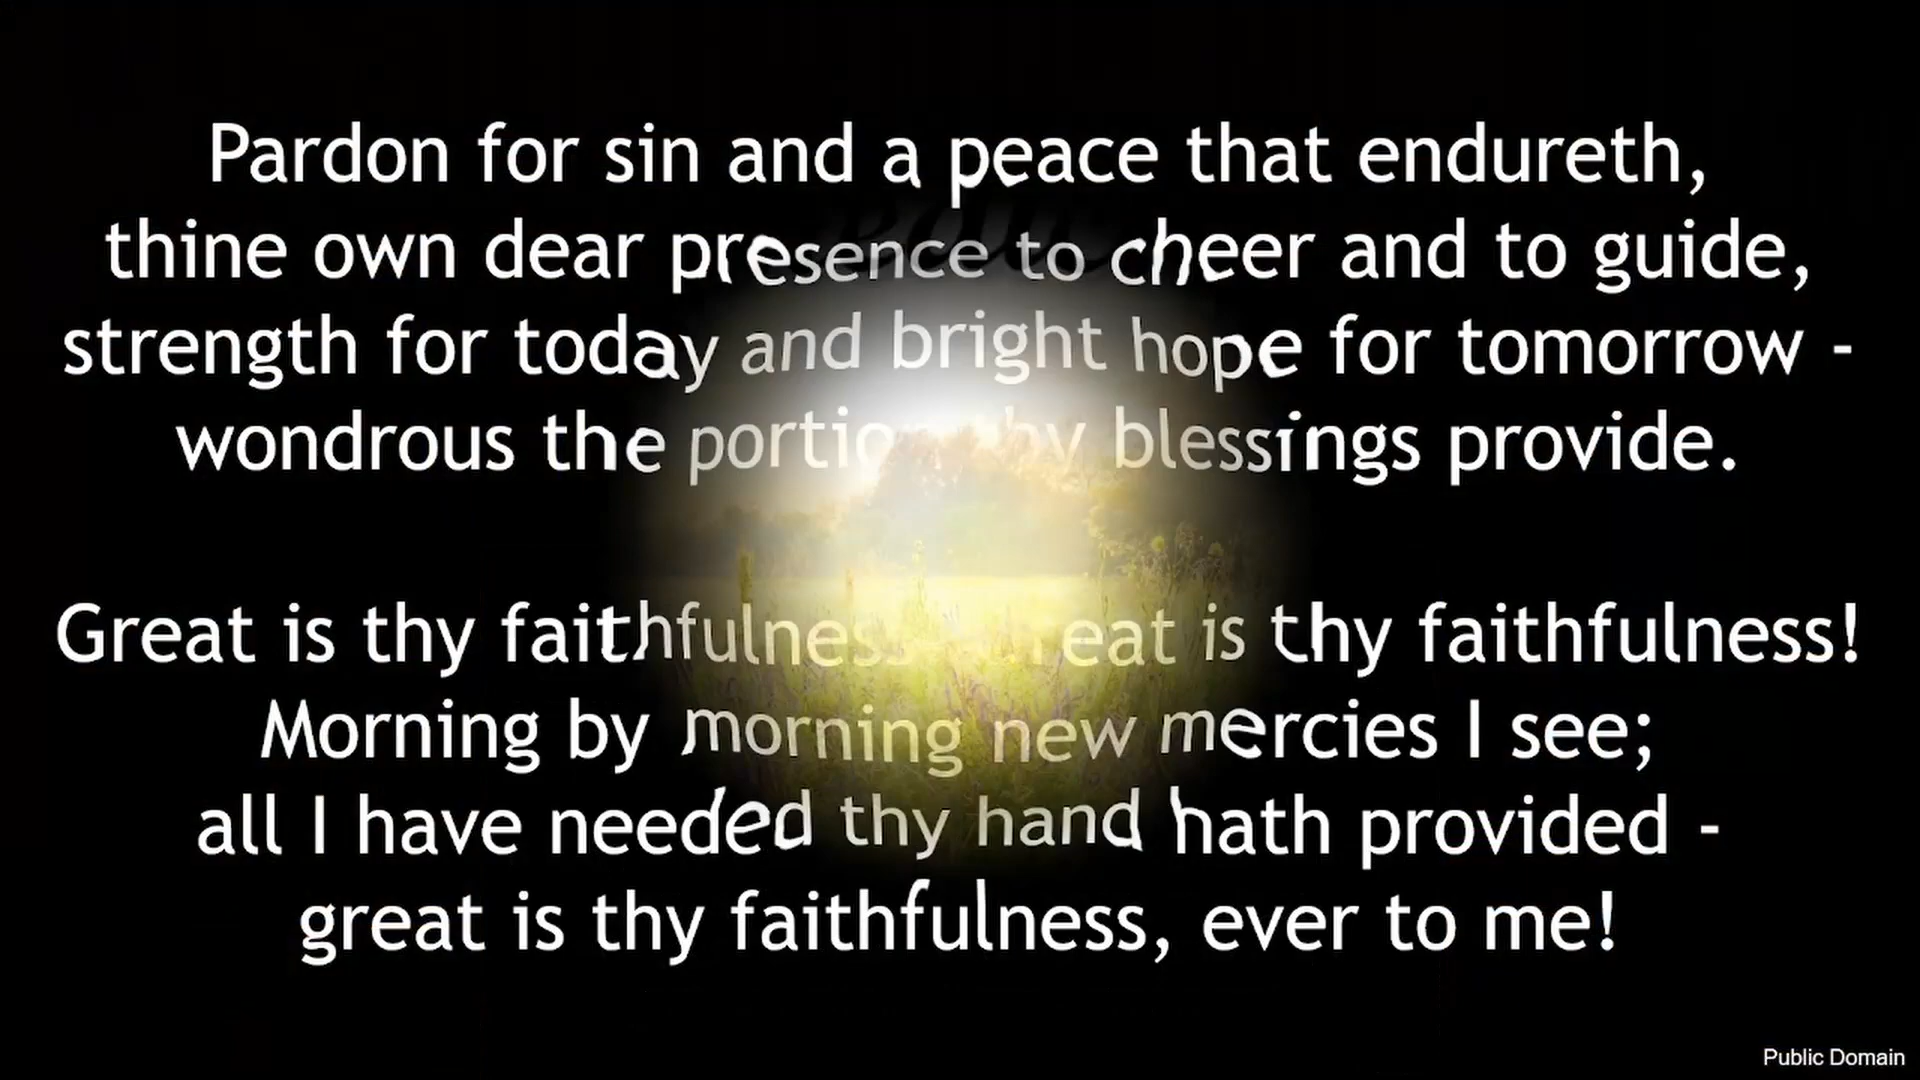 Pardon for sin and a peace that endureth,
thine own dear presence to cheer and to guide,
strength for today and bright hope for tomorrow -
wondrous the blessings provide.
Great is thy is thy faithfulness!
Morning by morning new mercies I see;
all I have needed thy hand hath provided -
great is thy faithfulness, ever to me!
Public Domain